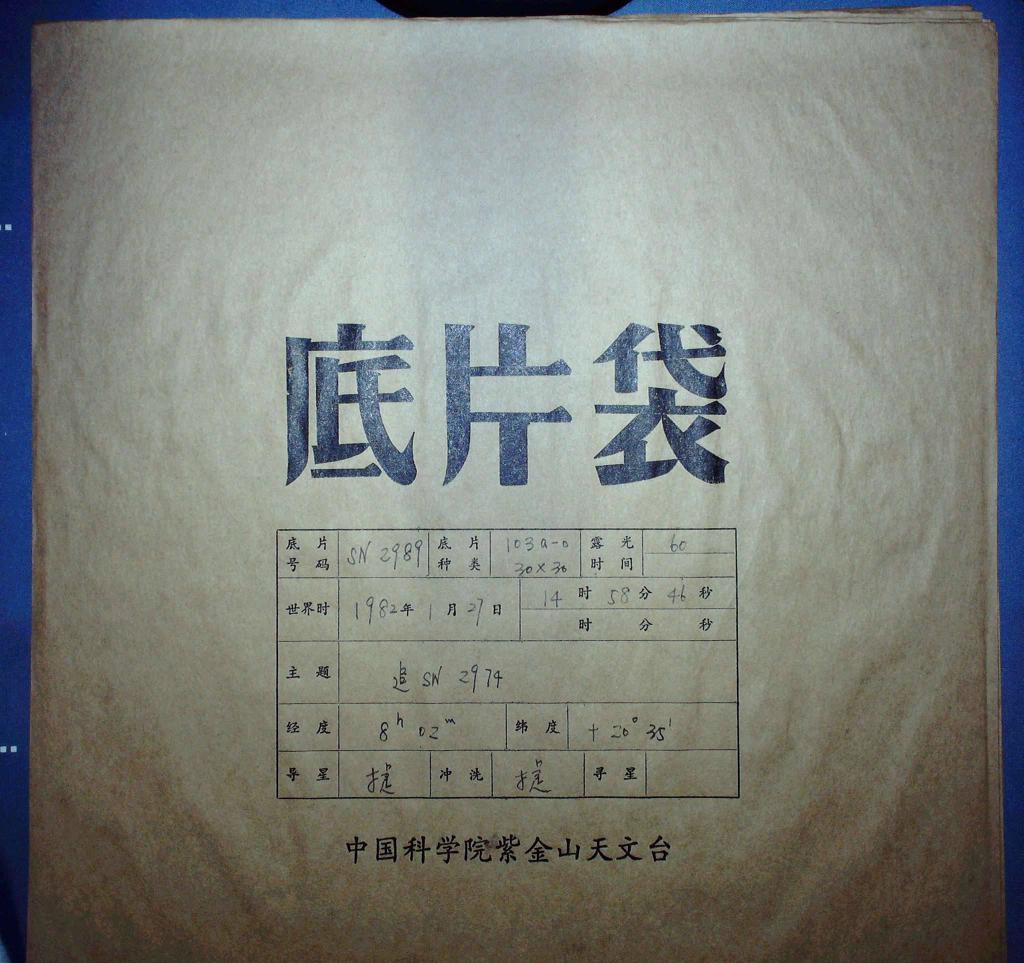 底片袋
底片号码 SN 2989 底片种类 103a-o 30×30 露光时间 60
世界时 1982年 1月 27日 14时 58分 46秒
时 分 秒
主题 追 SN 2974
经度 8h 02m 纬度 +20° 35'
导星 冲洗 寻星
中国科学院紫金山天文台